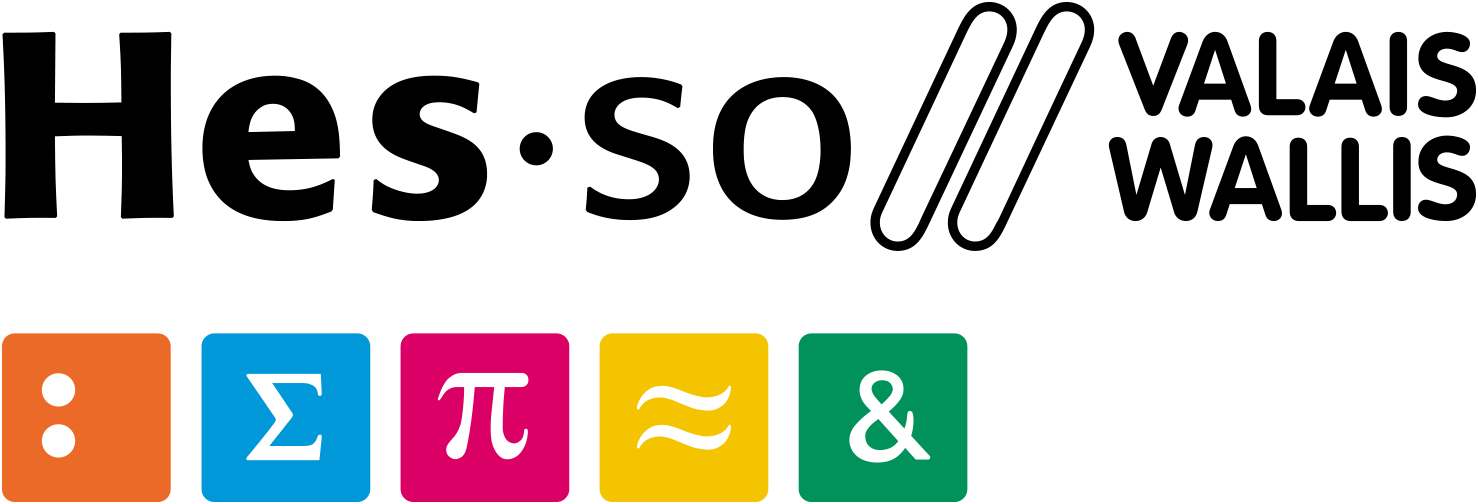 Hes·so// VALAIS
WALLIS
: Σ π ≈ &